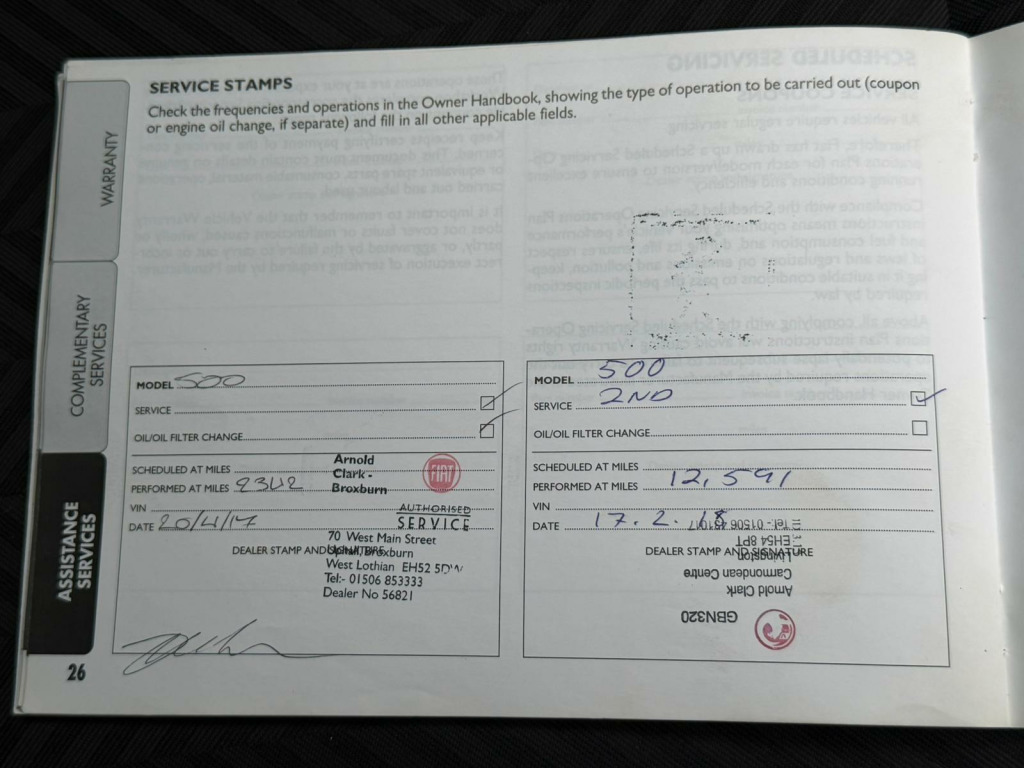 SERVICE STAMPS
Check the frequencies and operations in the Owner Handbook, showing the type of operation to be carried out (coupon
or engine oil change, if separate) and fill in all other applicable fields.
WARRANTY
COMPLEMENTARY
SERVICES
ASSISTANCE
SERVICES
26
MODEL 500
SERVICE
OIL/OIL FILTER CHANGE
SCHEDULED AT MILES
PERFORMED AT MILES 9342
VIN
DATE 20/4/17
Arnold
Clark -
Broxburn
FIAT
AUTHORISED
SERVICE
70 West Main Street
DEALER STAMP AND
Uphall, Broxburn
West Lothian EH52 5DW
Tel:- 01506 853333
Dealer No 56821
MODEL 500
SERVICE 2ND
OIL/OIL FILTER CHANGE
SCHEDULED AT MILES
PERFORMED AT MILES 12,591
VIN
DATE 17.2.18
DEALER STAMP AND SIGNATURE
GBN320
Arnold Clark
Carmondean Centre
Livingston
EH54 8PT
Tel:- 01506